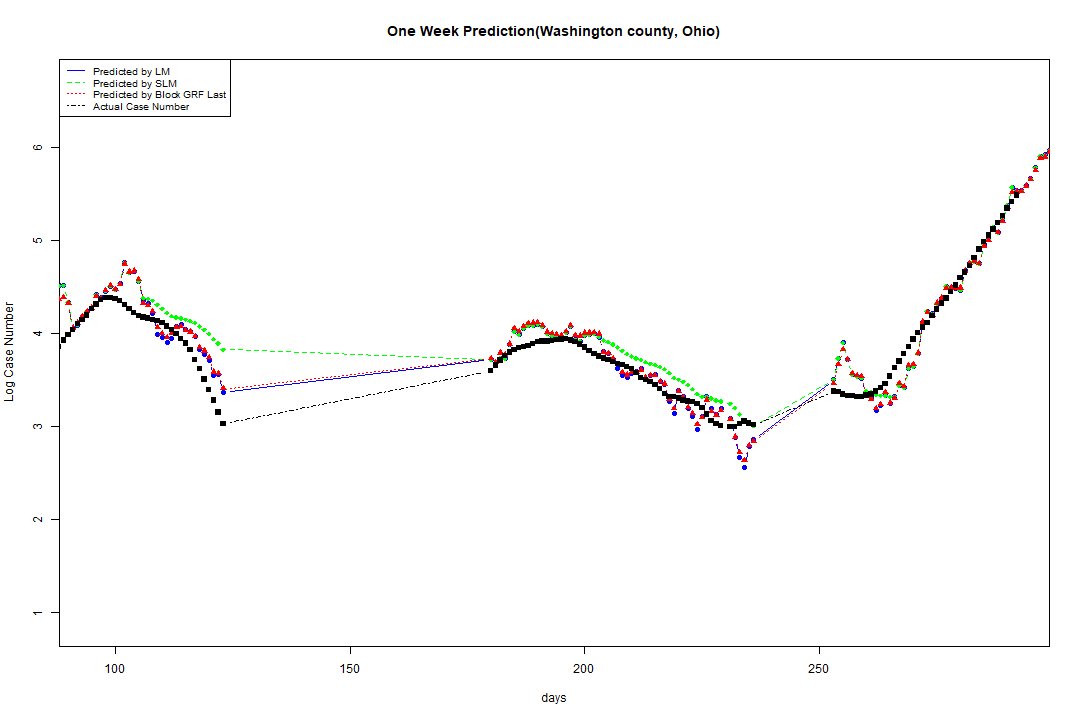 One Week Prediction(Washington county, Ohio)
Predicted by LM
Predicted by SLM
Predicted by Block GRF Last
Actual Case Number
6
5
4
3
2
1
Log Case Number
100 150 200 250
days